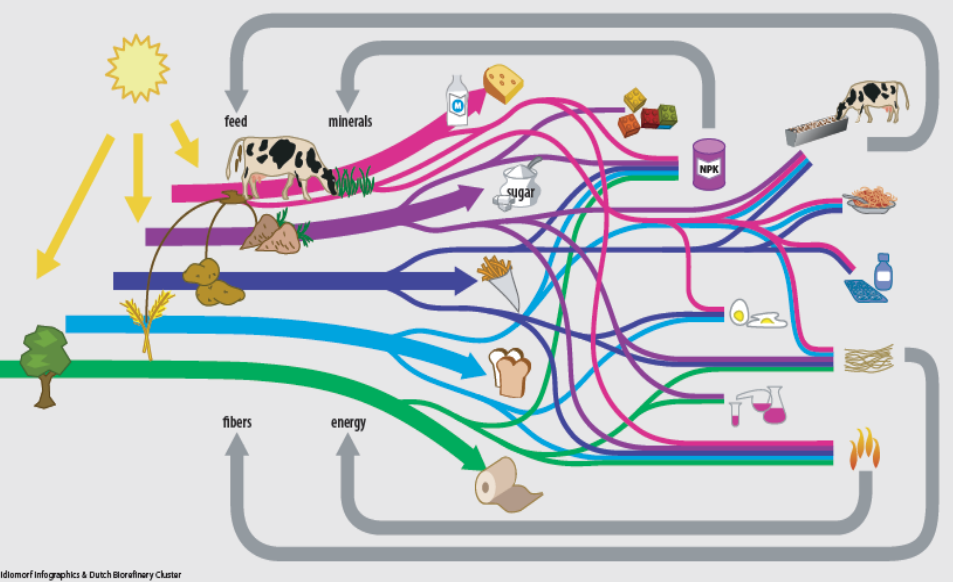 feed
minerals
M
NPK
sugar
fibers
energy
Idiomorf Infographics & Dutch Biorefinery Cluster